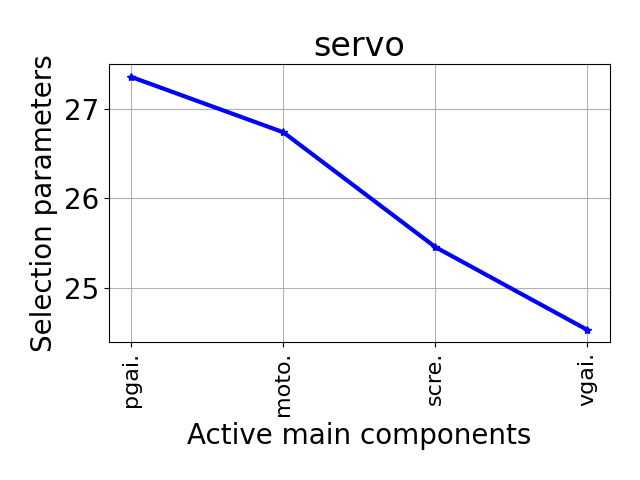 servo
Selection parameters
27
26
25
pgai.
moto.
scre.
vgai.
Active main components